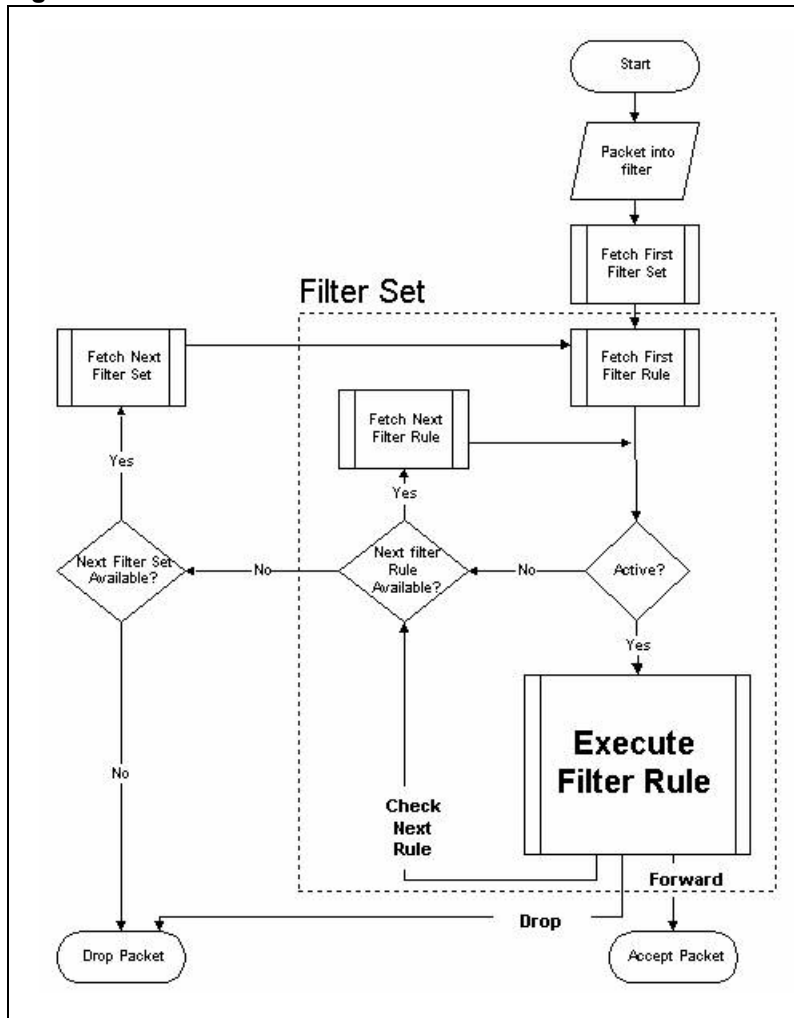 Start
Packet into
filter
Fetch First
Filter Set
Filter Set
Fetch Next
Filter Set
Fetch First
Filter Rule
Fetch Next
Filter Rule
Yes
Yes
Next Filter Set
Available?
No
Next filter
Rule
Available?
No
Active?
Yes
Execute
Filter Rule
No
Check
Next
Rule
Forward
Drop
Drop Packet
Accept Packet